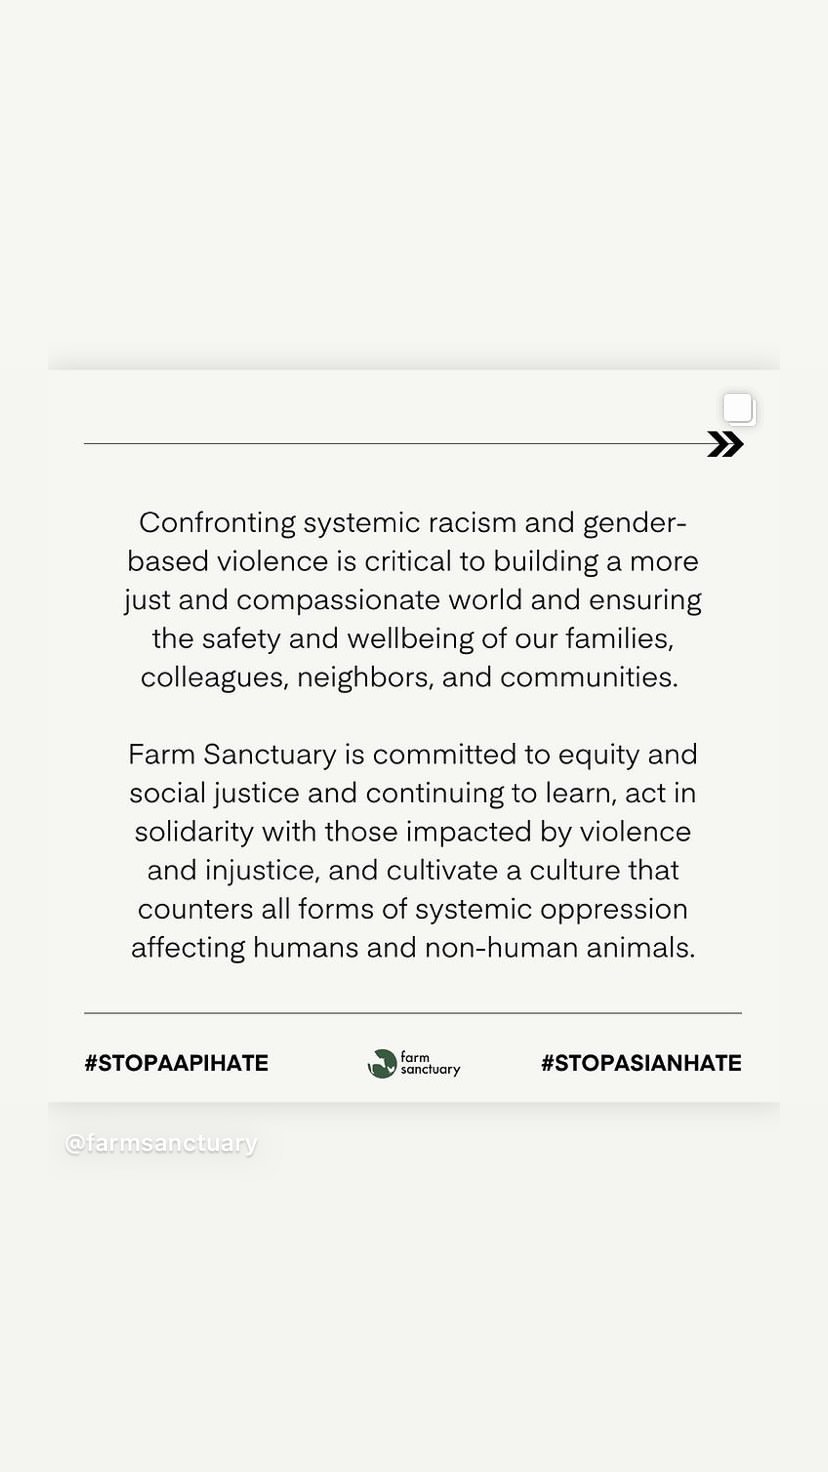 Confronting systemic racism and gender-
based violence is critical to building a more
just and compassionate world and ensuring
the safety and wellbeing of our families,
colleagues, neighbors, and communities.
Farm Sanctuary is committed to equity and
social justice and continuing to learn, act in
solidarity with those impacted by violence
and injustice, and cultivate a culture that
counters all forms of systemic oppression
affecting humans and non-human animals.
#STOPAAPIHATE
farm
sanctuary
#STOPASIANHATE
@farmsanctuary